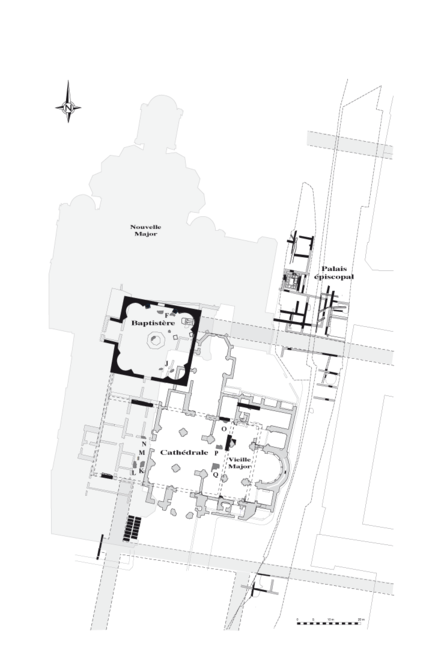 N
Nouvelle
Major
Palais
épiscopal
F
Baptistère
J
O
N
Cathédrale
P
M
Vieille
Major
L
K
Q